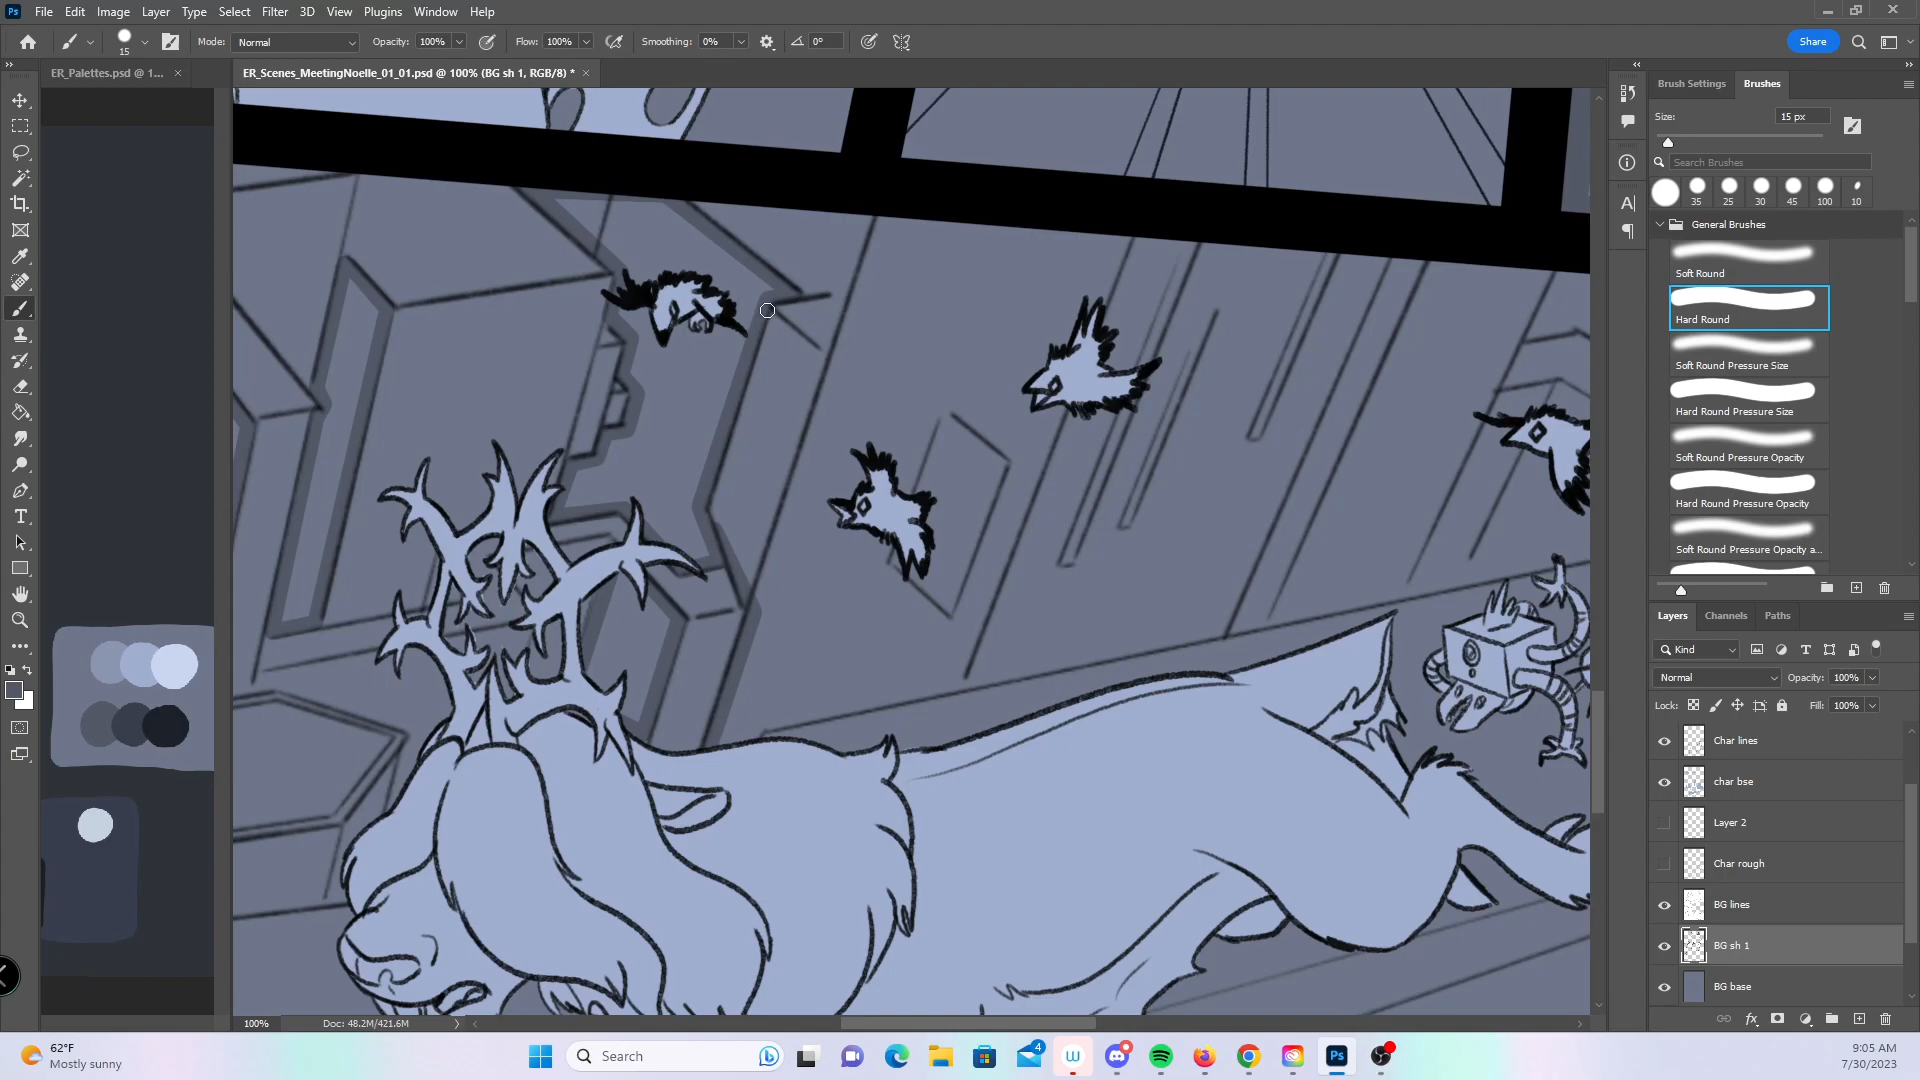 Ps File Edit Image Layer Type Select Filter 3D View Plugins Window Help
15 Mode: Normal Opacity: 100% Flow: 100% Smoothing: 0% 0° Share
ER_Palettes.psd @ 1... × ER_Scenes_MeetingNoelle_01_01.psd @ 100% (BG sh 1, RGB/8) * ×
Brush Settings Brushes
Size: 15 px
Search Brushes
35 25 30 45 100 10
General Brushes
Soft Round
Hard Round
Soft Round Pressure Size
Hard Round Pressure Size
Soft Round Pressure Opacity
Hard Round Pressure Opacity
Soft Round Pressure Opacity a...
Layers Channels Paths
Kind
Normal Opacity: 100%
Lock: Fill: 100%
Char lines
char bse
Layer 2
Char rough
BG lines
BG sh 1
BG base
100% Doc: 48.2M/421.6M
62°F
Mostly sunny
Search
4
Ps
9:05 AM
7/30/2023